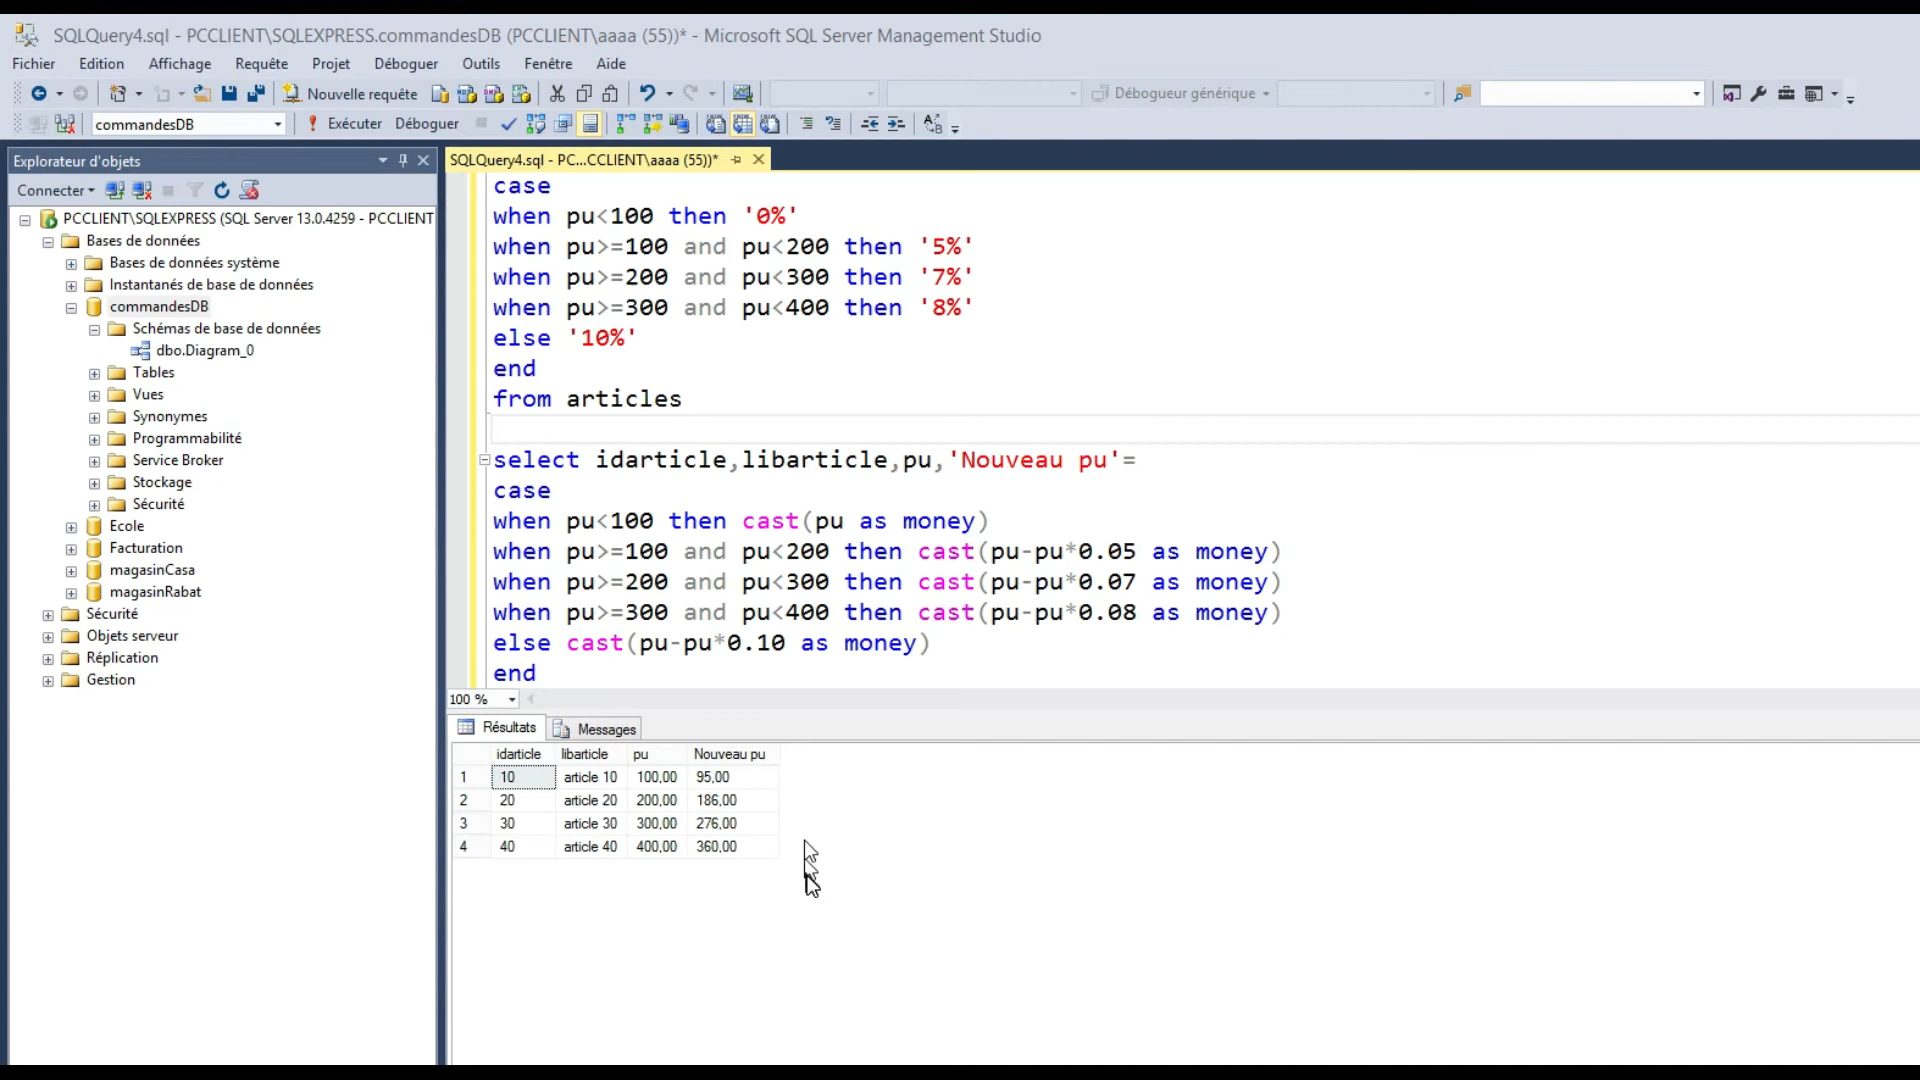 SQLQuery4.sql - PCCLIENT\SQLEXPRESS.commandesDB (PCCLIENT\aaaa (55))* - Microsoft SQL Server Management Studio
Fichier Edition Affichage Requête Projet Déboguer Outils Fenêtre Aide
Nouvelle requête Débogueur générique
commandesDB Exécuter Déboguer
Explorateur d'objets
Connecter
PCCLIENT\SQLEXPRESS (SQL Server 13.0.4259 - PCCLIENT
Bases de données
Bases de données système
Instantanés de base de données
commandesDB
Schémas de base de données
dbo.Diagram_0
Tables
Vues
Synonymes
Programmabilité
Service Broker
Stockage
Sécurité
Ecole
Facturation
magasinCasa
magasinRabat
Sécurité
Objets serveur
Réplication
Gestion
SQLQuery4.sql - PC...CCLIENT\aaaa (55))*
case
when pu<100 then '0%'
when pu>=100 and pu<200 then '5%'
when pu>=200 and pu<300 then '7%'
when pu>=300 and pu<400 then '8%'
else '10%'
end
from articles
select idarticle,libarticle,pu,'Nouveau pu'=
case
when pu<100 then cast(pu as money)
when pu>=100 and pu<200 then cast(pu-pu*0.05 as money)
when pu>=200 and pu<300 then cast(pu-pu*0.07 as money)
when pu>=300 and pu<400 then cast(pu-pu*0.08 as money)
else cast(pu-pu*0.10 as money)
end
100 %
Résultats Messages
idarticle libarticle pu Nouveau pu
1 10 article 10 100,00 95,00
2 20 article 20 200,00 186,00
3 30 article 30 300,00 276,00
4 40 article 40 400,00 360,00